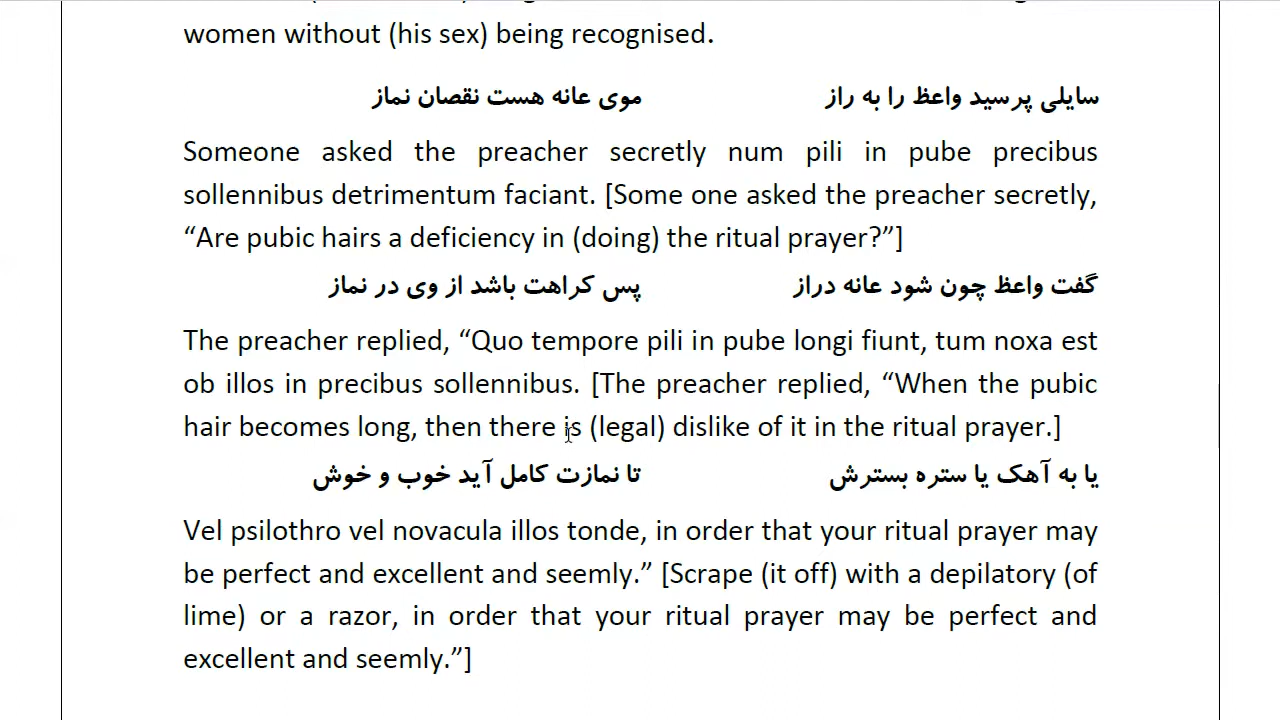 women without (his sex) being recognised.
سایلی پرسید واعظ را به راز موی عانه هست نقصان نماز
Someone asked the preacher secretly num pili in pube precibus
sollennibus detrimentum faciant. [Some one asked the preacher secretly,
“Are pubic hairs a deficiency in (doing) the ritual prayer?”]
گفت واعظ چون شود عانه دراز پس کراهت باشد از وی در نماز
The preacher replied, “Quo tempore pili in pube longi fiunt, tum noxa est
ob illos in precibus sollennibus. [The preacher replied, “When the pubic
hair becomes long, then there is (legal) dislike of it in the ritual prayer.]
یا به آهک یا ستره بسترش تا نمازت کامل آید خوب و خوش
Vel psilothro vel novacula illos tonde, in order that your ritual prayer may
be perfect and excellent and seemly.” [Scrape (it off) with a depilatory (of
lime) or a razor, in order that your ritual prayer may be perfect and
excellent and seemly.”]